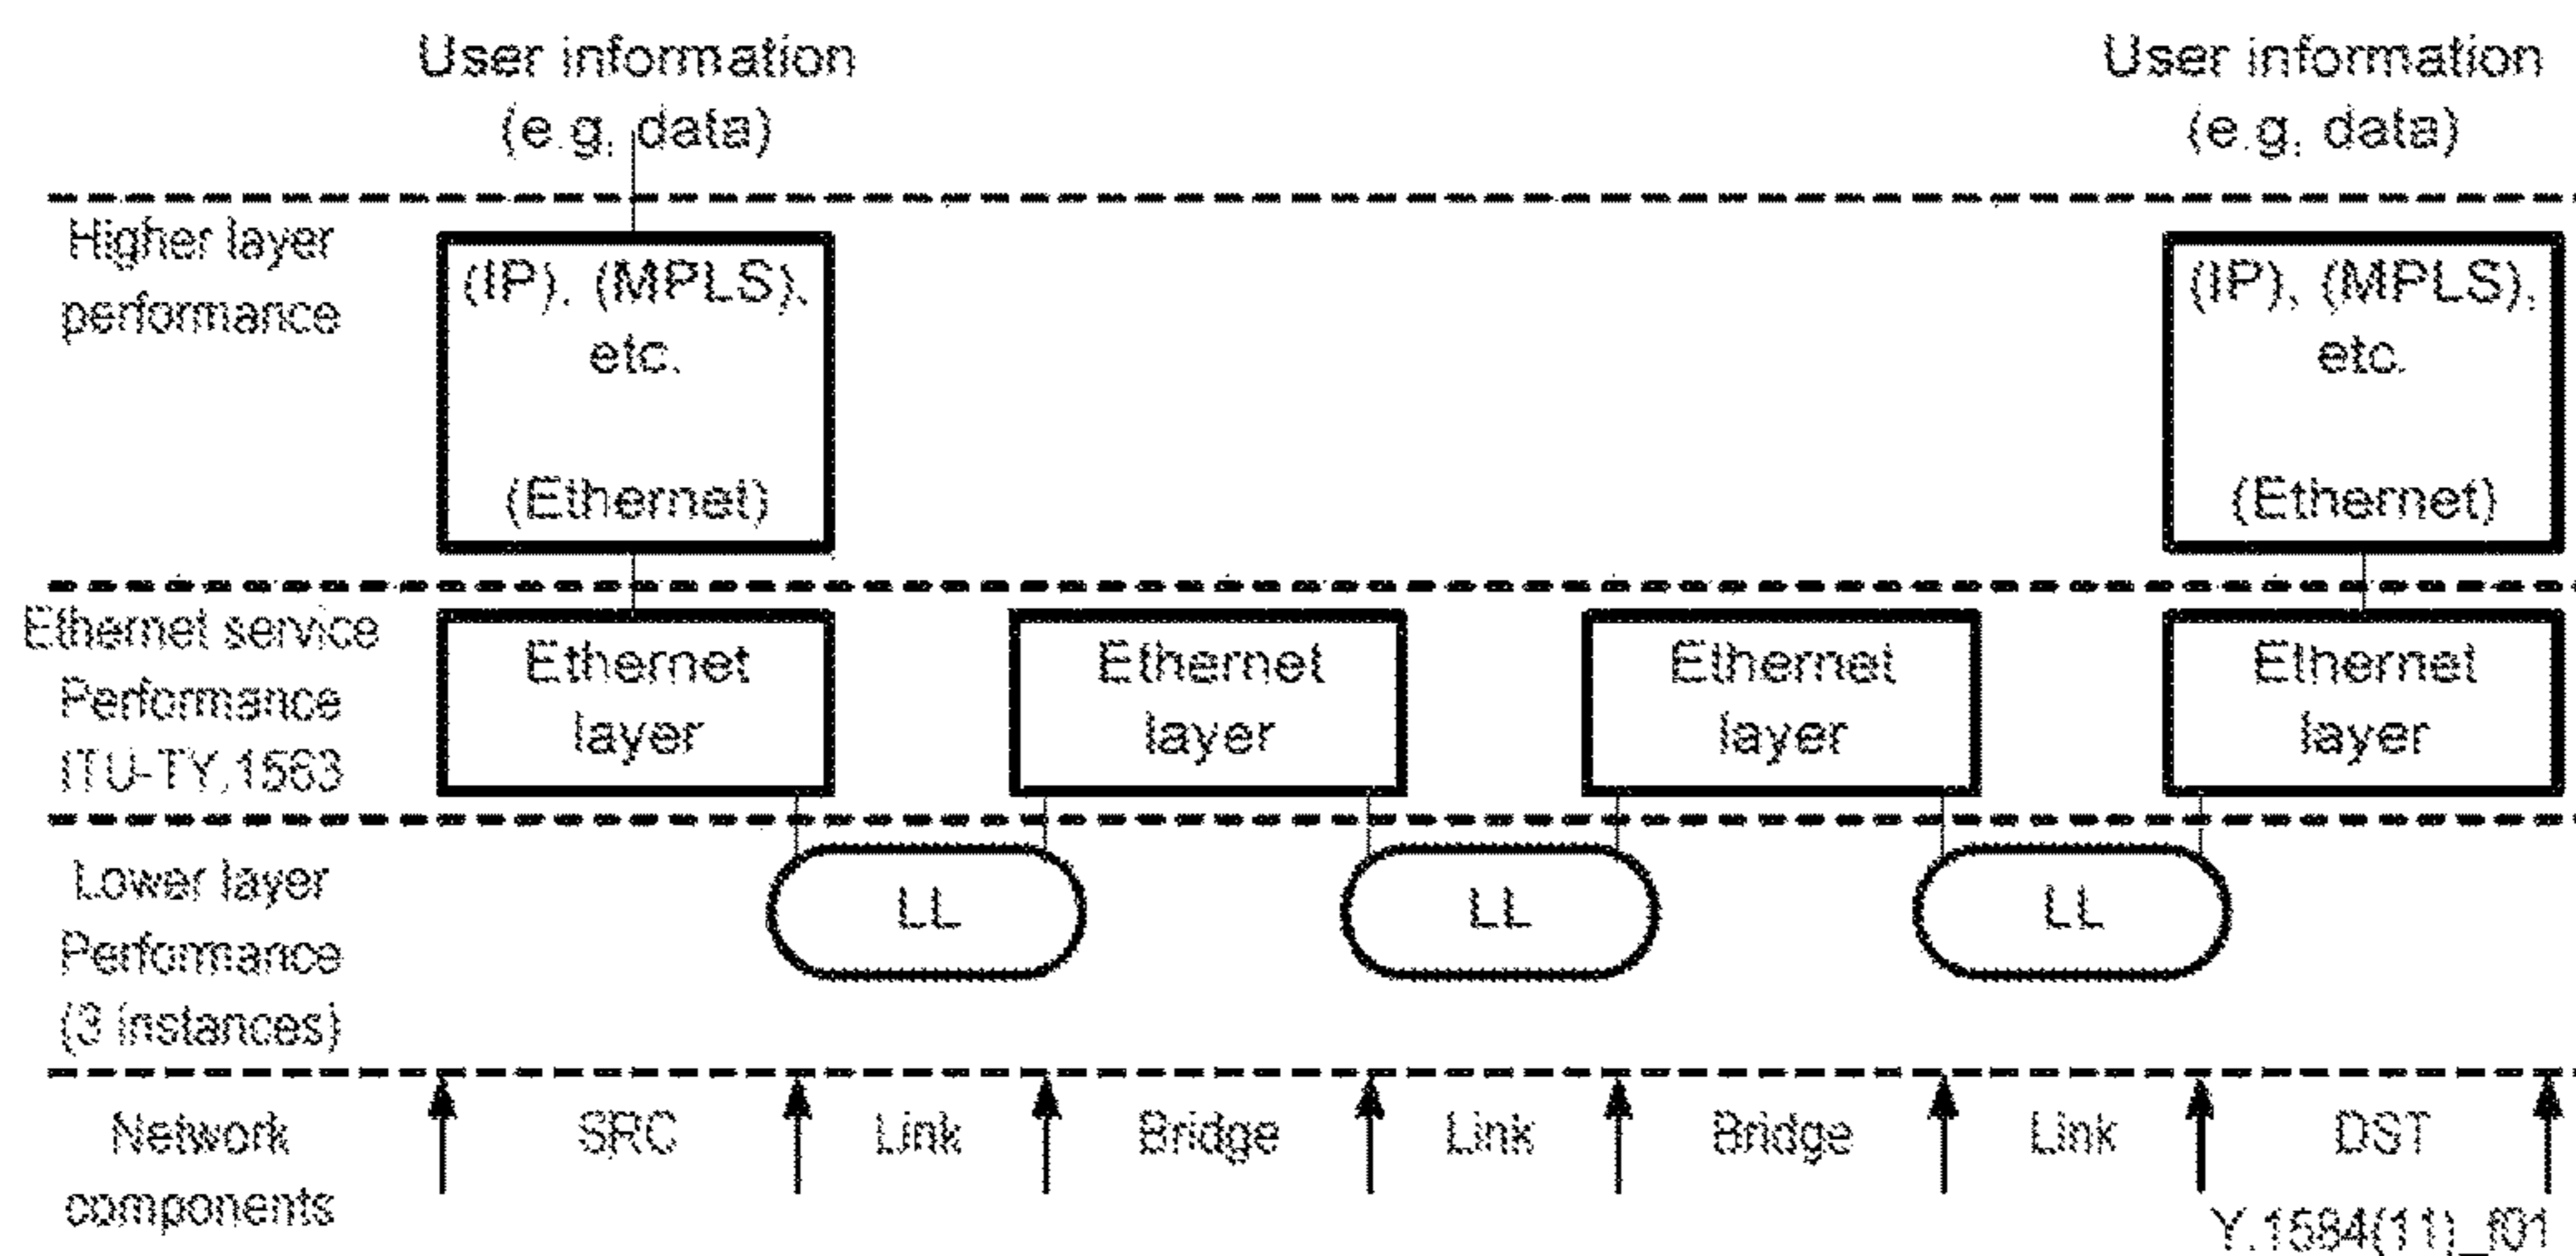 User information
(e.g, data)
User information
(e.g, data)
Higher layer
performance
(IP), (MPLS),
etc.
(Ethernet)
(IP), (MPLS),
etc.
(Ethernet)
Ethernet service
Performance
ITU-TY.1563
Ethernet
layer
Ethernet
layer
Ethernet
layer
Ethernet
layer
Lower layer
Performance
(3 instances)
LL
LL
LL
Network
components
SRC
Link
Bridge
Link
Bridge
Link
DST
Y.1584(11)_f01